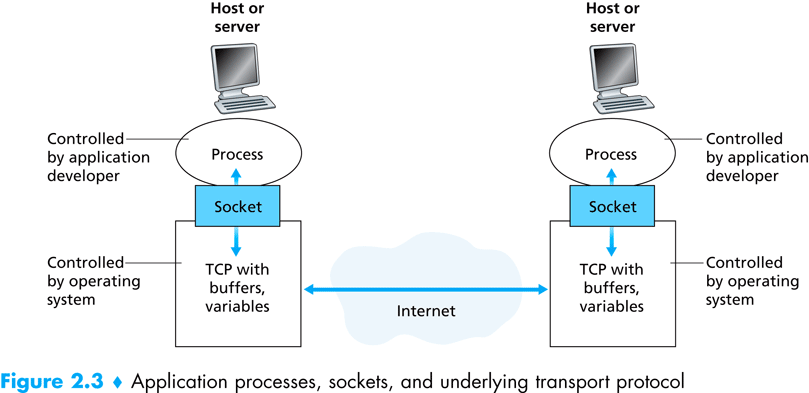 Host or
server
Host or
server
Controlled
by application
developer
Process
Process
Controlled
by application
developer
Socket
Socket
Controlled
by operating
system
TCP with
buffers,
variables
Internet
TCP with
buffers,
variables
Controlled
by operating
system
Figure 2.3 ♦ Application processes, sockets, and underlying transport protocol